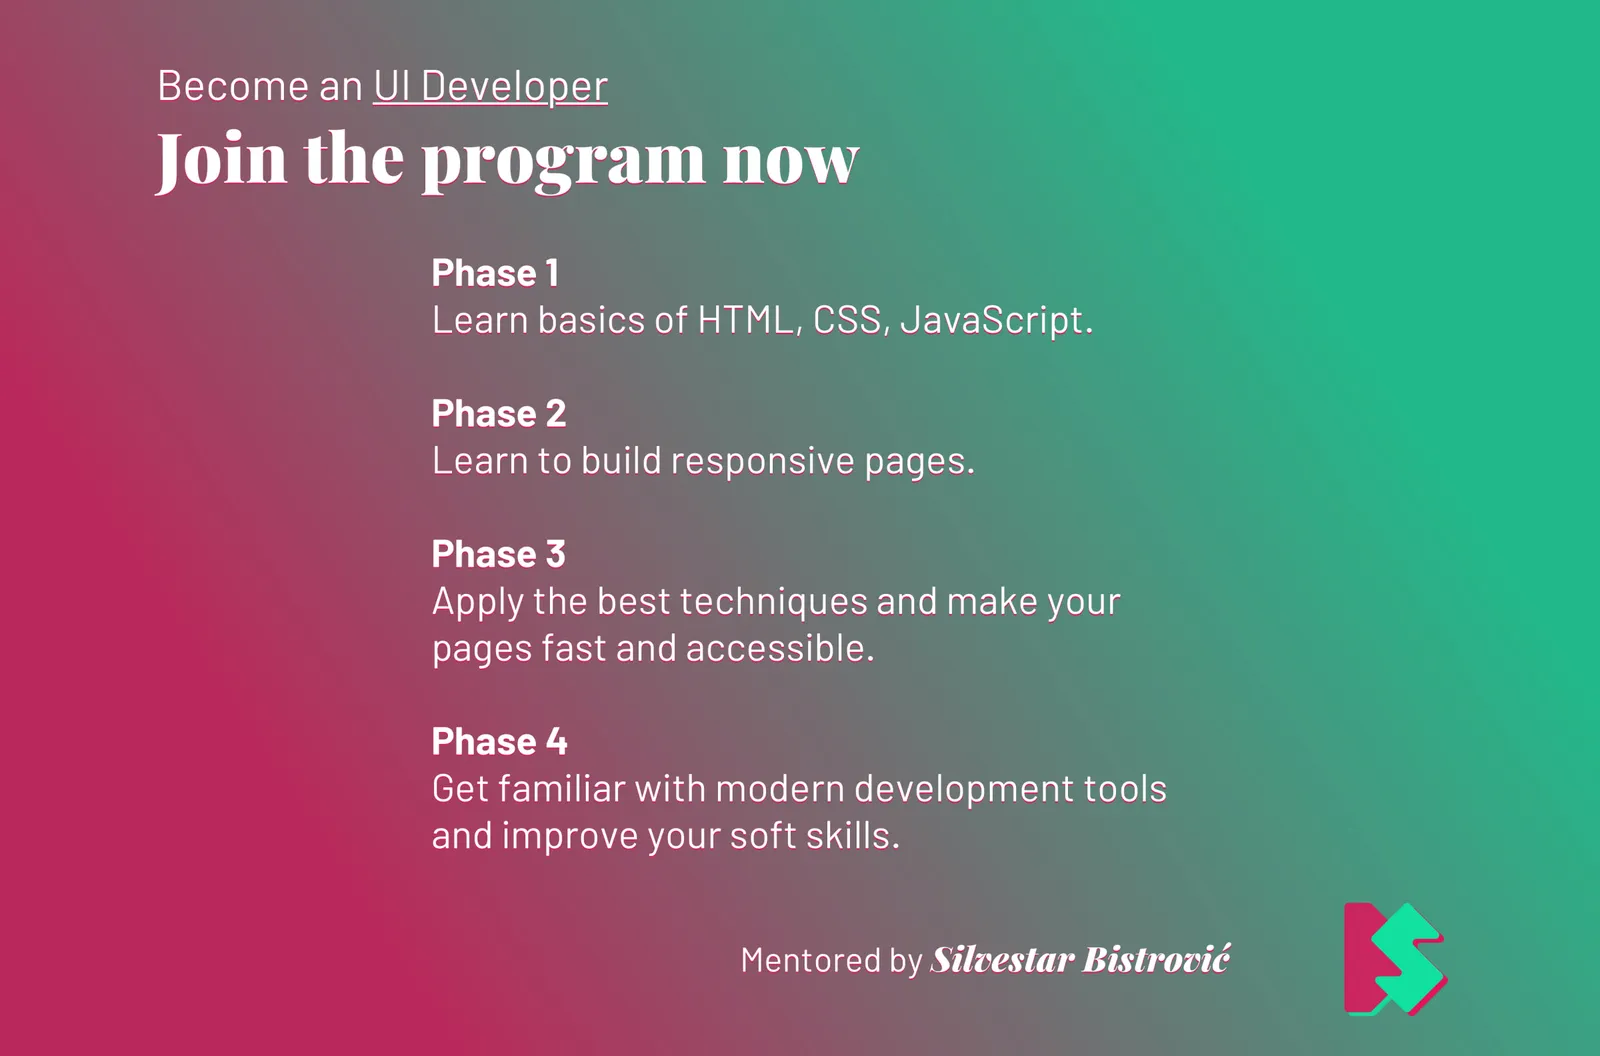 Become an UI Developer
Join the program now
Phase 1
Learn basics of HTML, CSS, JavaScript.
Phase 2
Learn to build responsive pages.
Phase 3
Apply the best techniques and make your
pages fast and accessible.
Phase 4
Get familiar with modern development tools
and improve your soft skills.
Mentored by Silvestar Bistrović